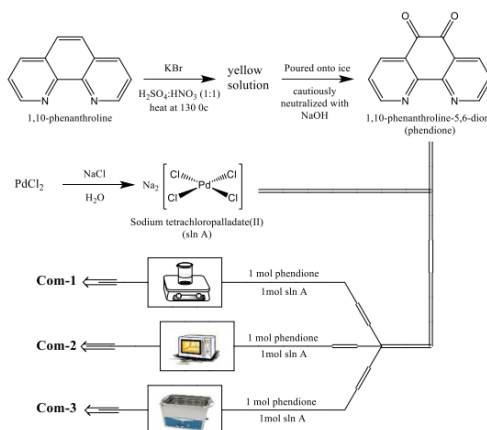 KBr
H₂SO₄:HNO₃ (1:1)
heat at 130 0c
yellow
solution
Poured onto ice
cautiously
neutralized with
NaOH
O O
N N
1,10-phenanthroline
N N
1,10-phenanthroline-5,6-dion
(phendione)
PdCl₂
NaCl
H₂O
Na₂
Cl Cl
Pd
Cl Cl
Sodium tetrachloropalladate(II)
(sln A)
Com-1
1 mol phendione
1mol sln A
Com-2
1 mol phendione
1mol sln A
Com-3
1 mol phendione
1mol sln A